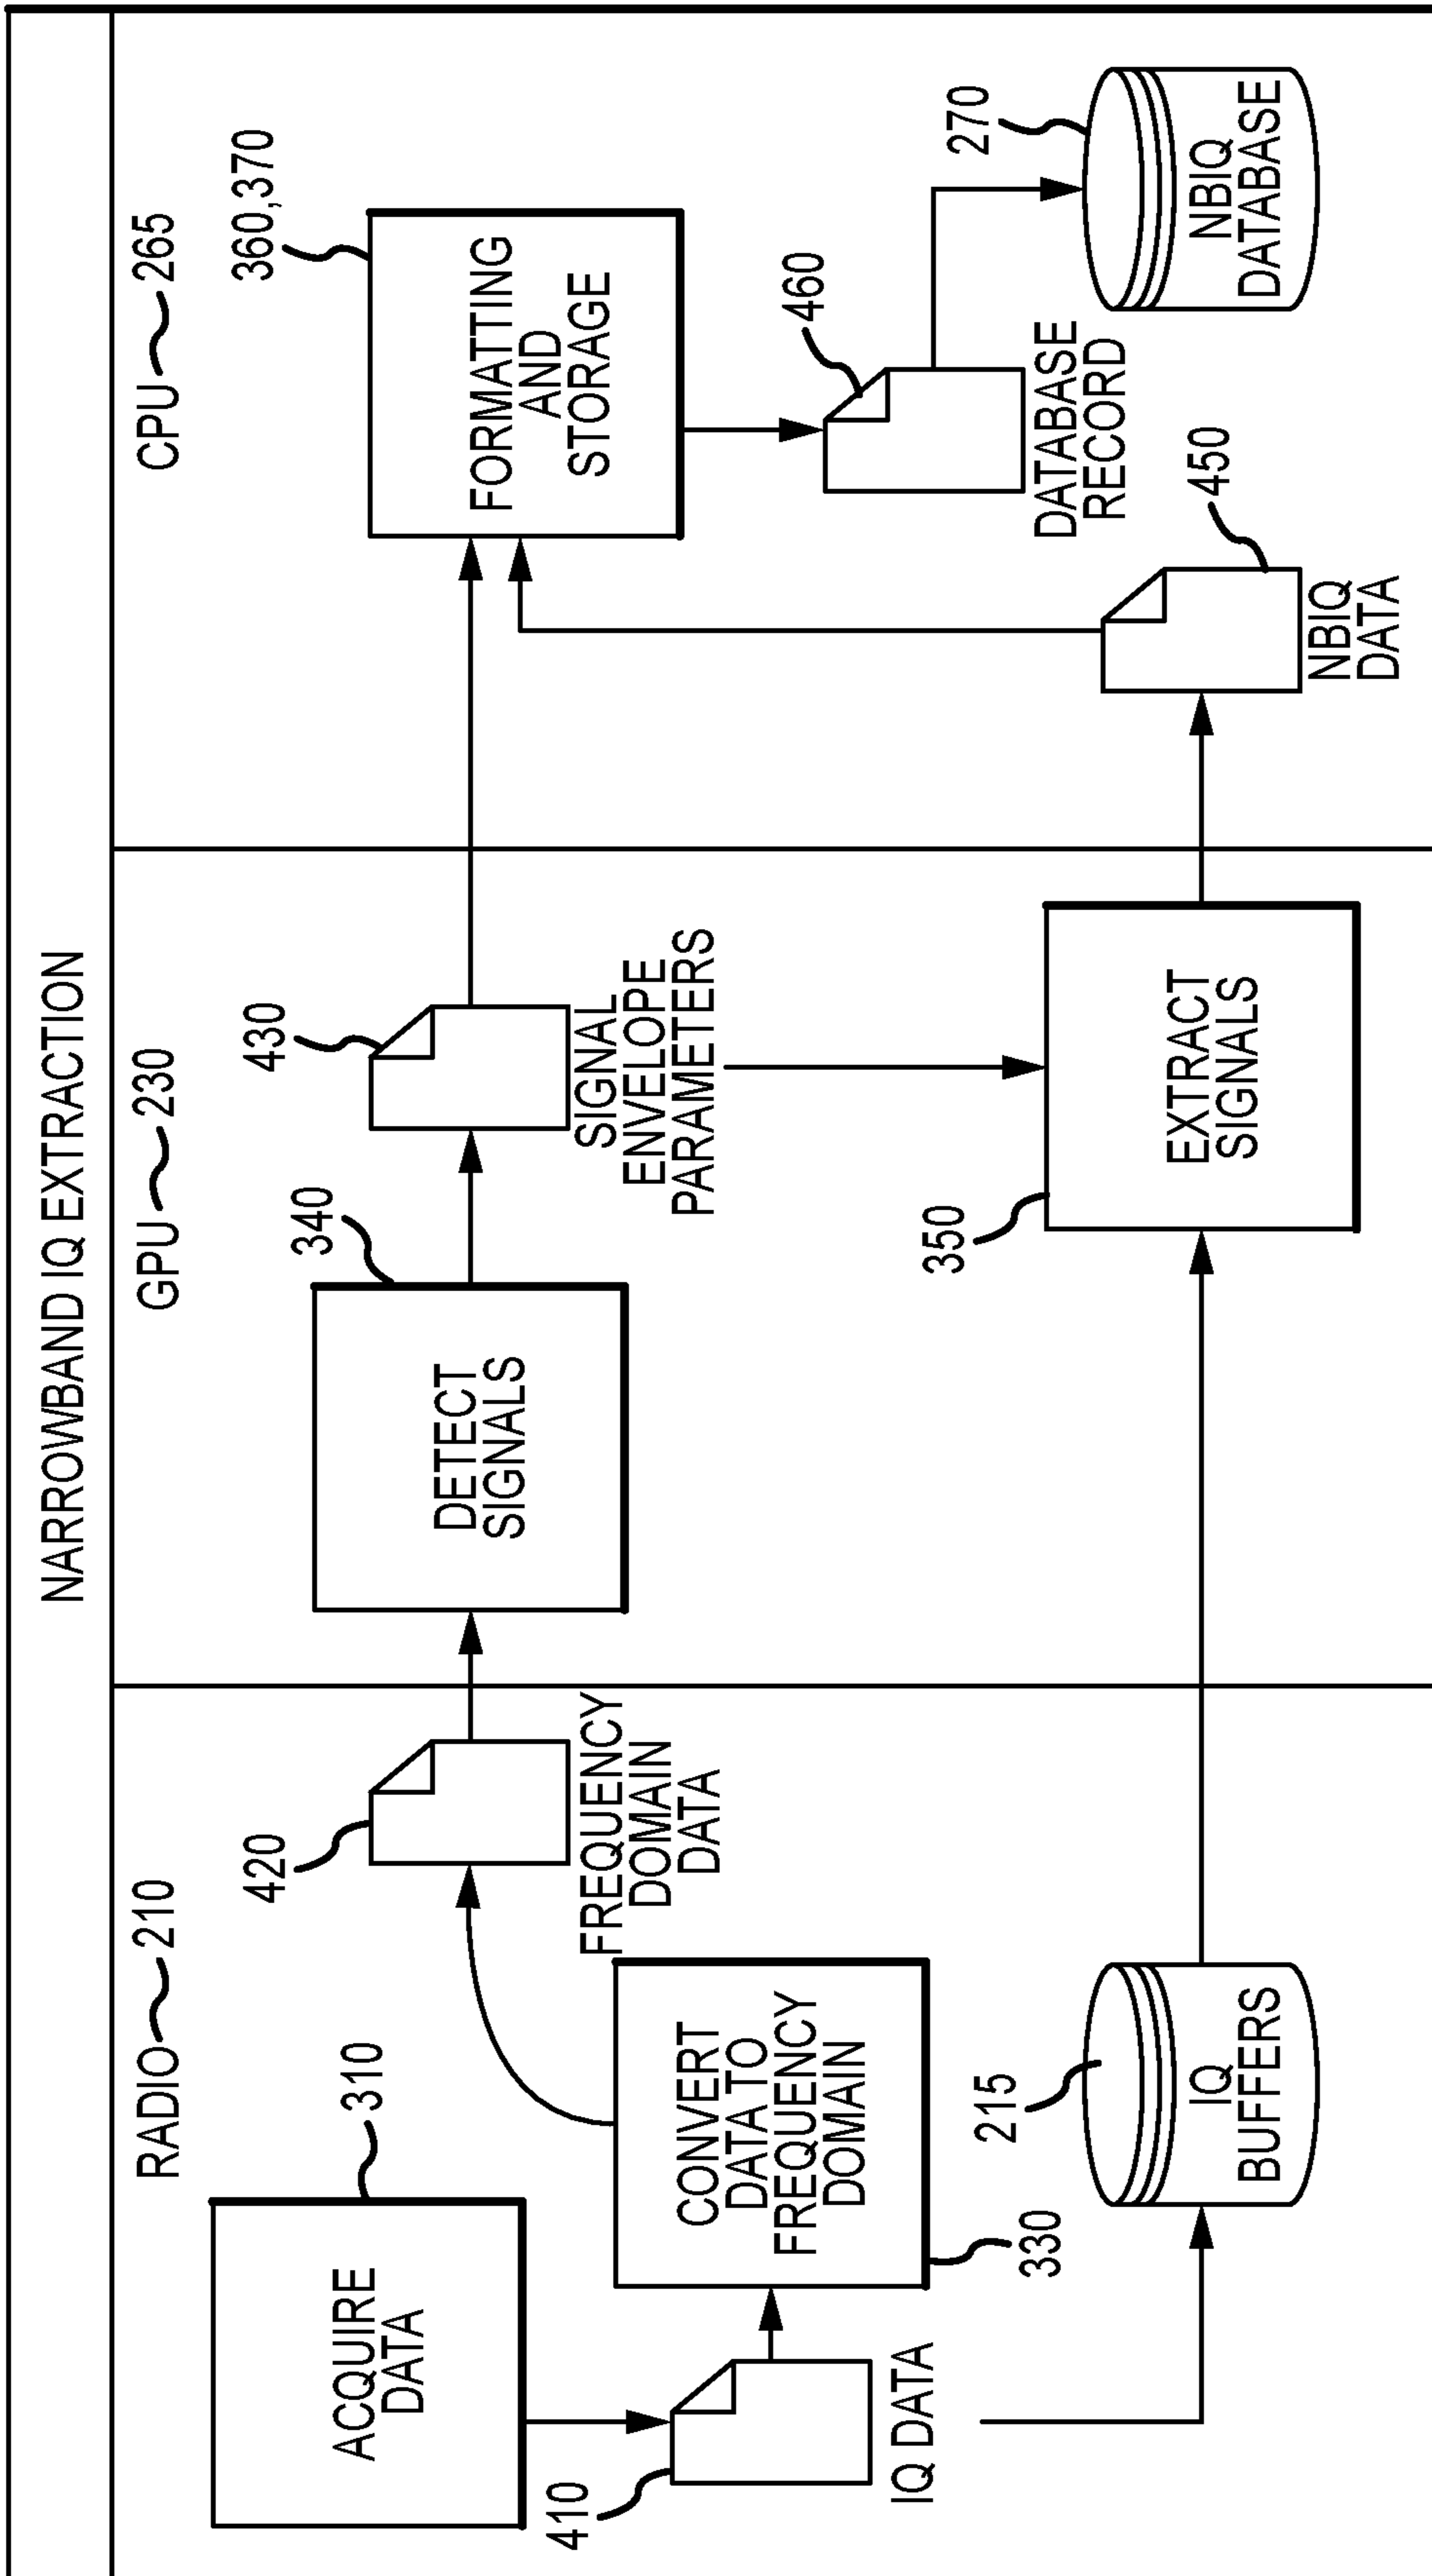 NARROWBAND IQ EXTRACTION
RADIO 210
ACQUIRE
DATA
310
410
IQ DATA
CONVERT
DATA TO
FREQUENCY
DOMAIN
330
420
FREQUENCY
DOMAIN
DATA
215
IQ
BUFFERS
GPU 230
DETECT
SIGNALS
340
430
SIGNAL
ENVELOPE
PARAMETERS
350
EXTRACT
SIGNALS
CPU 265
360,370
FORMATTING
AND
STORAGE
460
DATABASE
RECORD
450
NBIQ
DATA
270
NBIQ
DATABASE